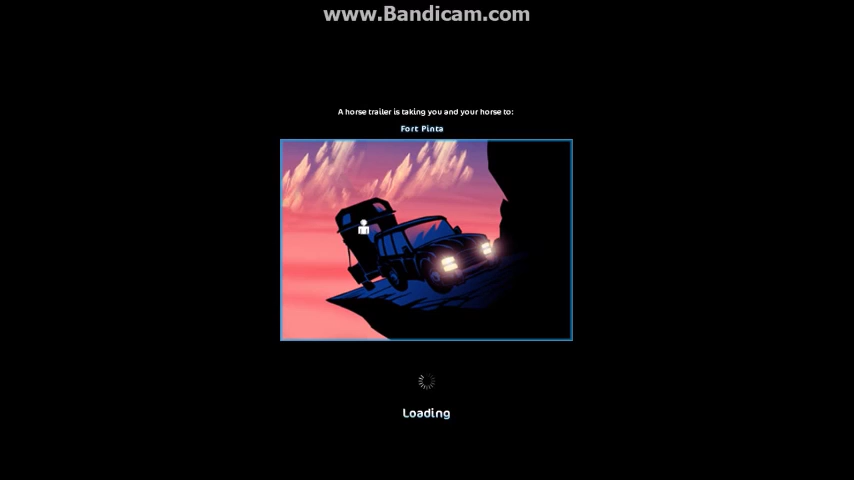 www.Bandicam.com
A horse trailer is taking you and your horse to:
Fort Pinta
Loading